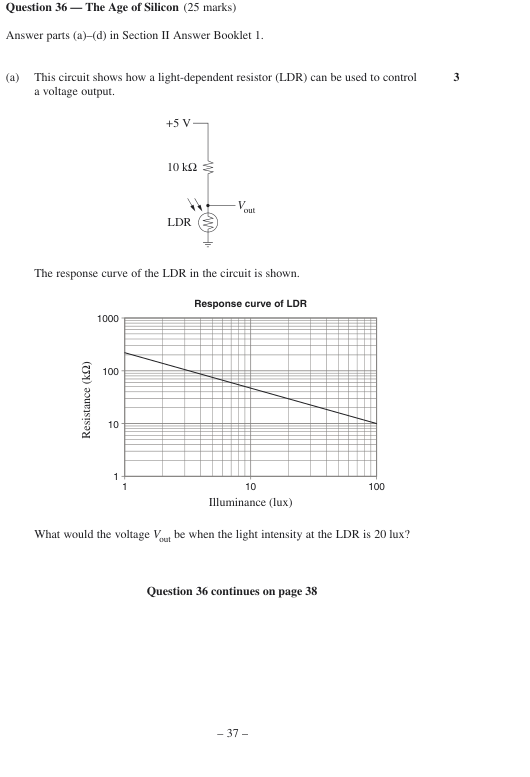 Question 36 — The Age of Silicon (25 marks)
Answer parts (a)–(d) in Section II Answer Booklet 1.
(a) This circuit shows how a light-dependent resistor (LDR) can be used to control 3
a voltage output.
+5 V
10 kΩ
Vout
LDR
The response curve of the LDR in the circuit is shown.
Response curve of LDR
1000
100
10
1
Resistance (kΩ)
1 10 100
Illuminance (lux)
What would the voltage Vout be when the light intensity at the LDR is 20 lux?
Question 36 continues on page 38
– 37 –